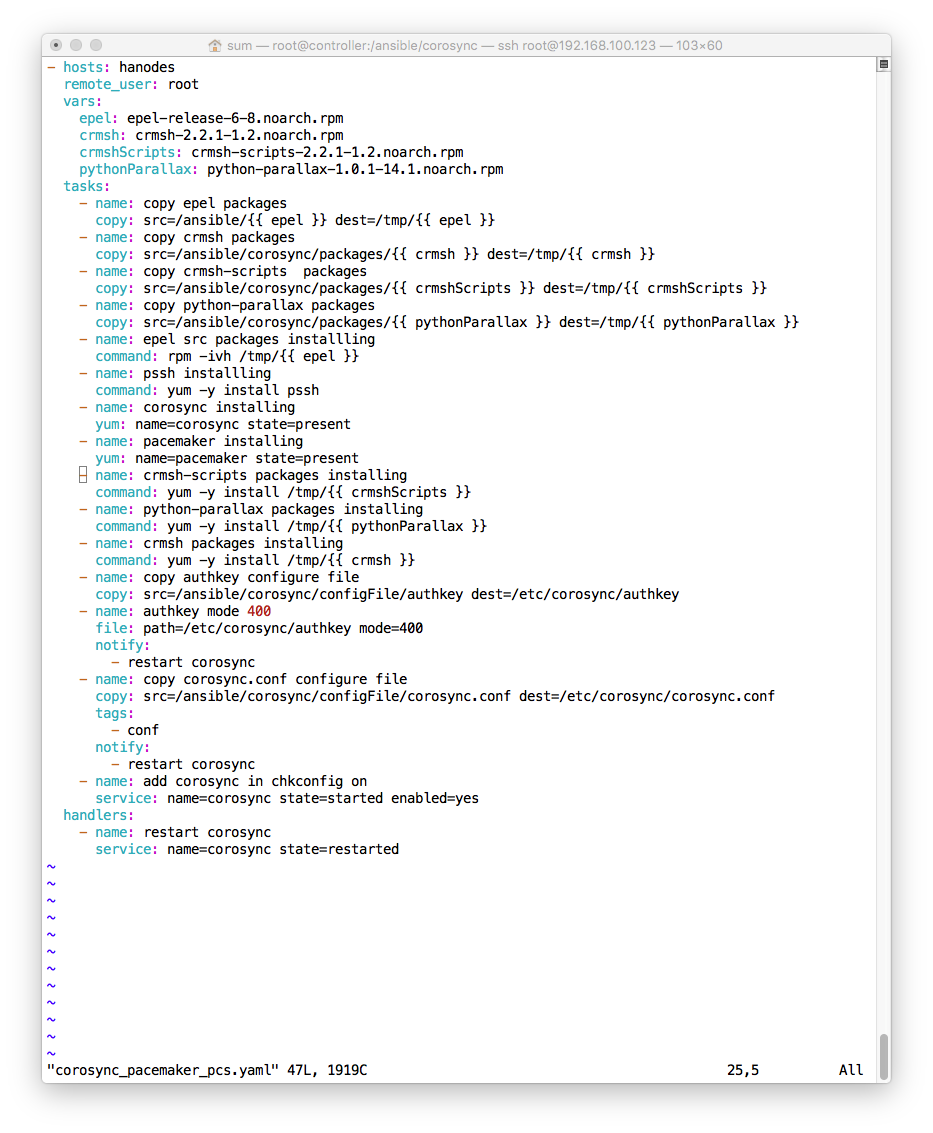 sum — root@controller:/ansible/corosync — ssh root@192.168.100.123 — 103×60
- hosts: hanodes
  remote_user: root
  vars:
    epel: epel-release-6-8.noarch.rpm
    crmsh: crmsh-2.2.1-1.2.noarch.rpm
    crmshScripts: crmsh-scripts-2.2.1-1.2.noarch.rpm
    pythonParallax: python-parallax-1.0.1-14.1.noarch.rpm
  tasks:
    - name: copy epel packages
      copy: src=/ansible/{{ epel }} dest=/tmp/{{ epel }}
    - name: copy crmsh packages
      copy: src=/ansible/corosync/packages/{{ crmsh }} dest=/tmp/{{ crmsh }}
    - name: copy crmsh-scripts  packages
      copy: src=/ansible/corosync/packages/{{ crmshScripts }} dest=/tmp/{{ crmshScripts }}
    - name: copy python-parallax packages
      copy: src=/ansible/corosync/packages/{{ pythonParallax }} dest=/tmp/{{ pythonParallax }}
    - name: epel src packages installling
      command: rpm -ivh /tmp/{{ epel }}
    - name: pssh installling
      command: yum -y install pssh
    - name: corosync installing
      yum: name=corosync state=present
    - name: pacemaker installing
      yum: name=pacemaker state=present
    - name: crmsh-scripts packages installing
      command: yum -y install /tmp/{{ crmshScripts }}
    - name: python-parallax packages installing
      command: yum -y install /tmp/{{ pythonParallax }}
    - name: crmsh packages installing
      command: yum -y install /tmp/{{ crmsh }}
    - name: copy authkey configure file
      copy: src=/ansible/corosync/configFile/authkey dest=/etc/corosync/authkey
    - name: authkey mode 400
      file: path=/etc/corosync/authkey mode=400
      notify:
        - restart corosync
    - name: copy corosync.conf configure file
      copy: src=/ansible/corosync/configFile/corosync.conf dest=/etc/corosync/corosync.conf
      tags:
        - conf
      notify:
        - restart corosync
    - name: add corosync in chkconfig on
      service: name=corosync state=started enabled=yes
  handlers:
    - name: restart corosync
      service: name=corosync state=restarted
~
~
~
~
~
~
~
~
~
~
~
~
"corosync_pacemaker_pcs.yaml" 47L, 1919C 25,5 All